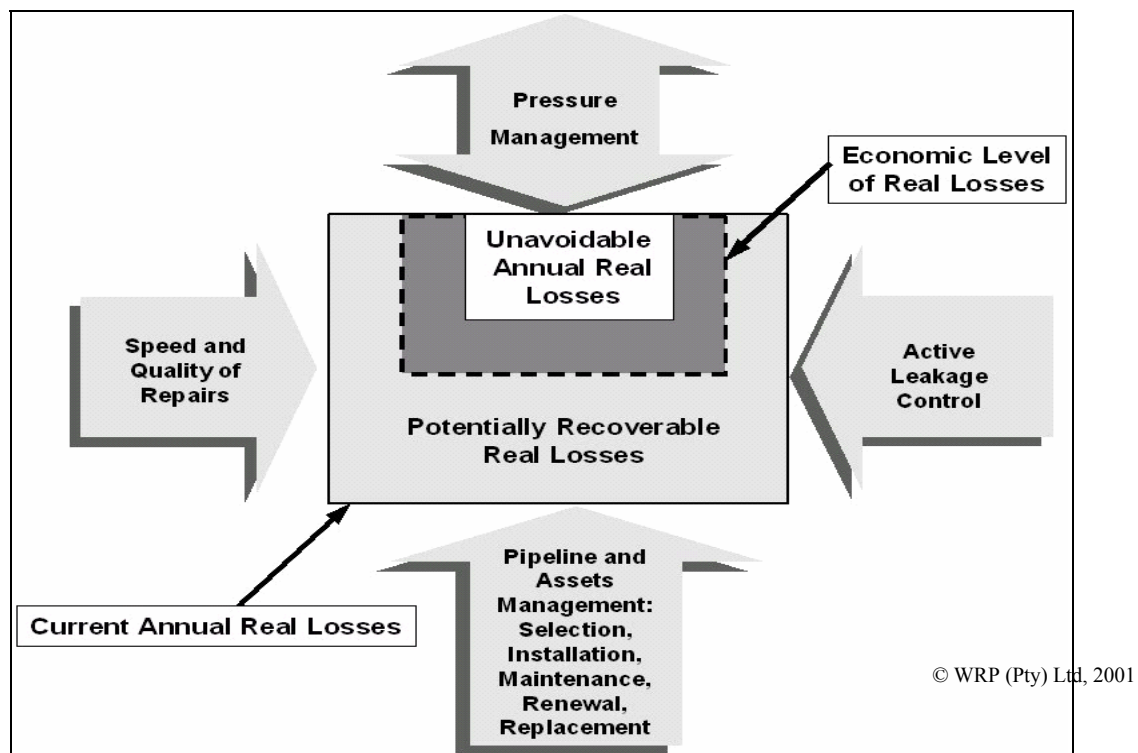 Pressure
Management
Economic Level
of Real Losses
Unavoidable
Annual Real
Losses
Speed and
Quality of
Repairs
Active
Leakage
Control
Potentially Recoverable
Real Losses
Pipeline and
Assets
Management:
Selection,
Installation,
Maintenance,
Renewal,
Replacement
Current Annual Real Losses
© WRP (Pty) Ltd, 2001